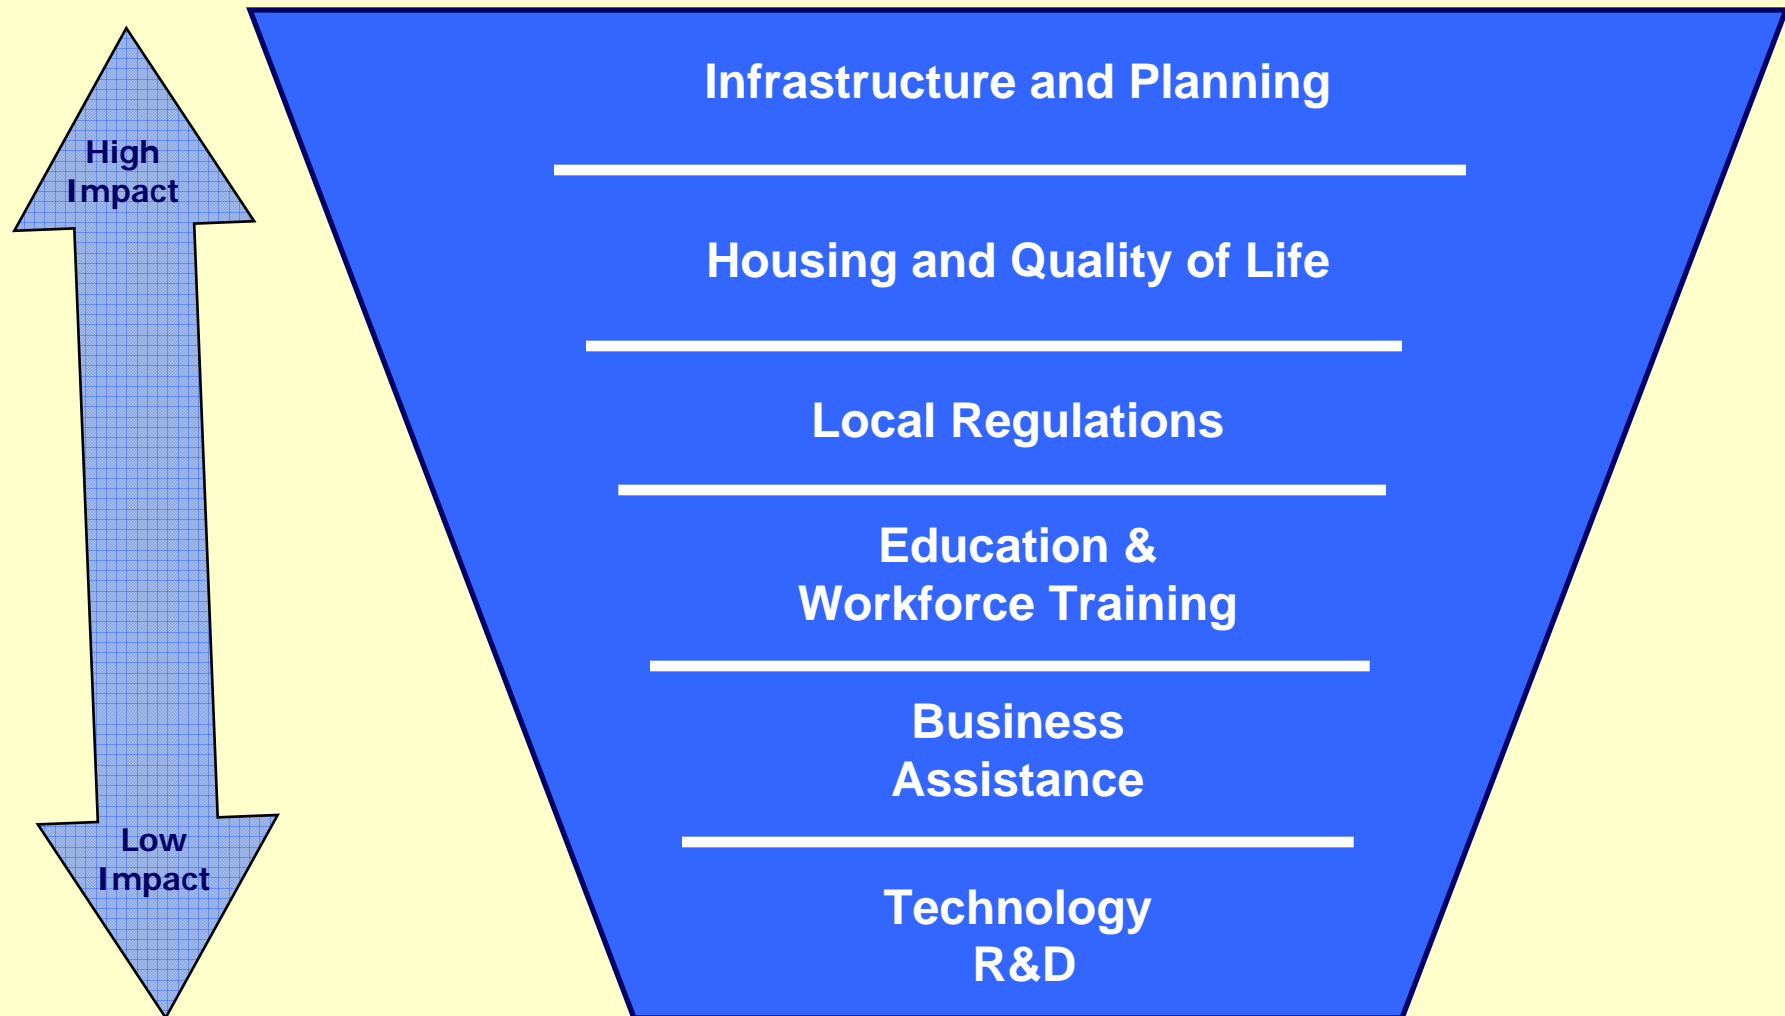 High
Impact
Infrastructure and Planning
Housing and Quality of Life
Local Regulations
Education &
Workforce Training
Business
Assistance
Low
Impact
Technology
R&D